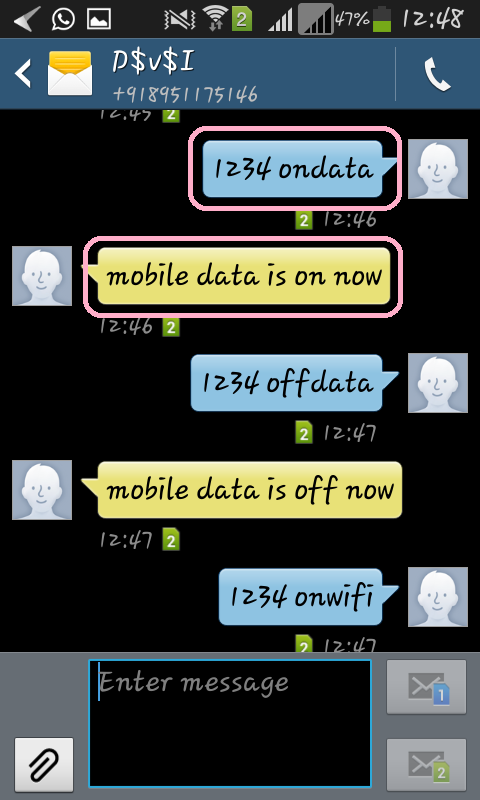 2 47% 12:48
D$v$I
+918951175146
12:45 2
1234 ondata
2 12:46
mobile data is on now
12:46 2
1234 offdata
2 12:47
mobile data is off now
12:47 2
1234 onwifi
2 12:47
Enter message
1
2